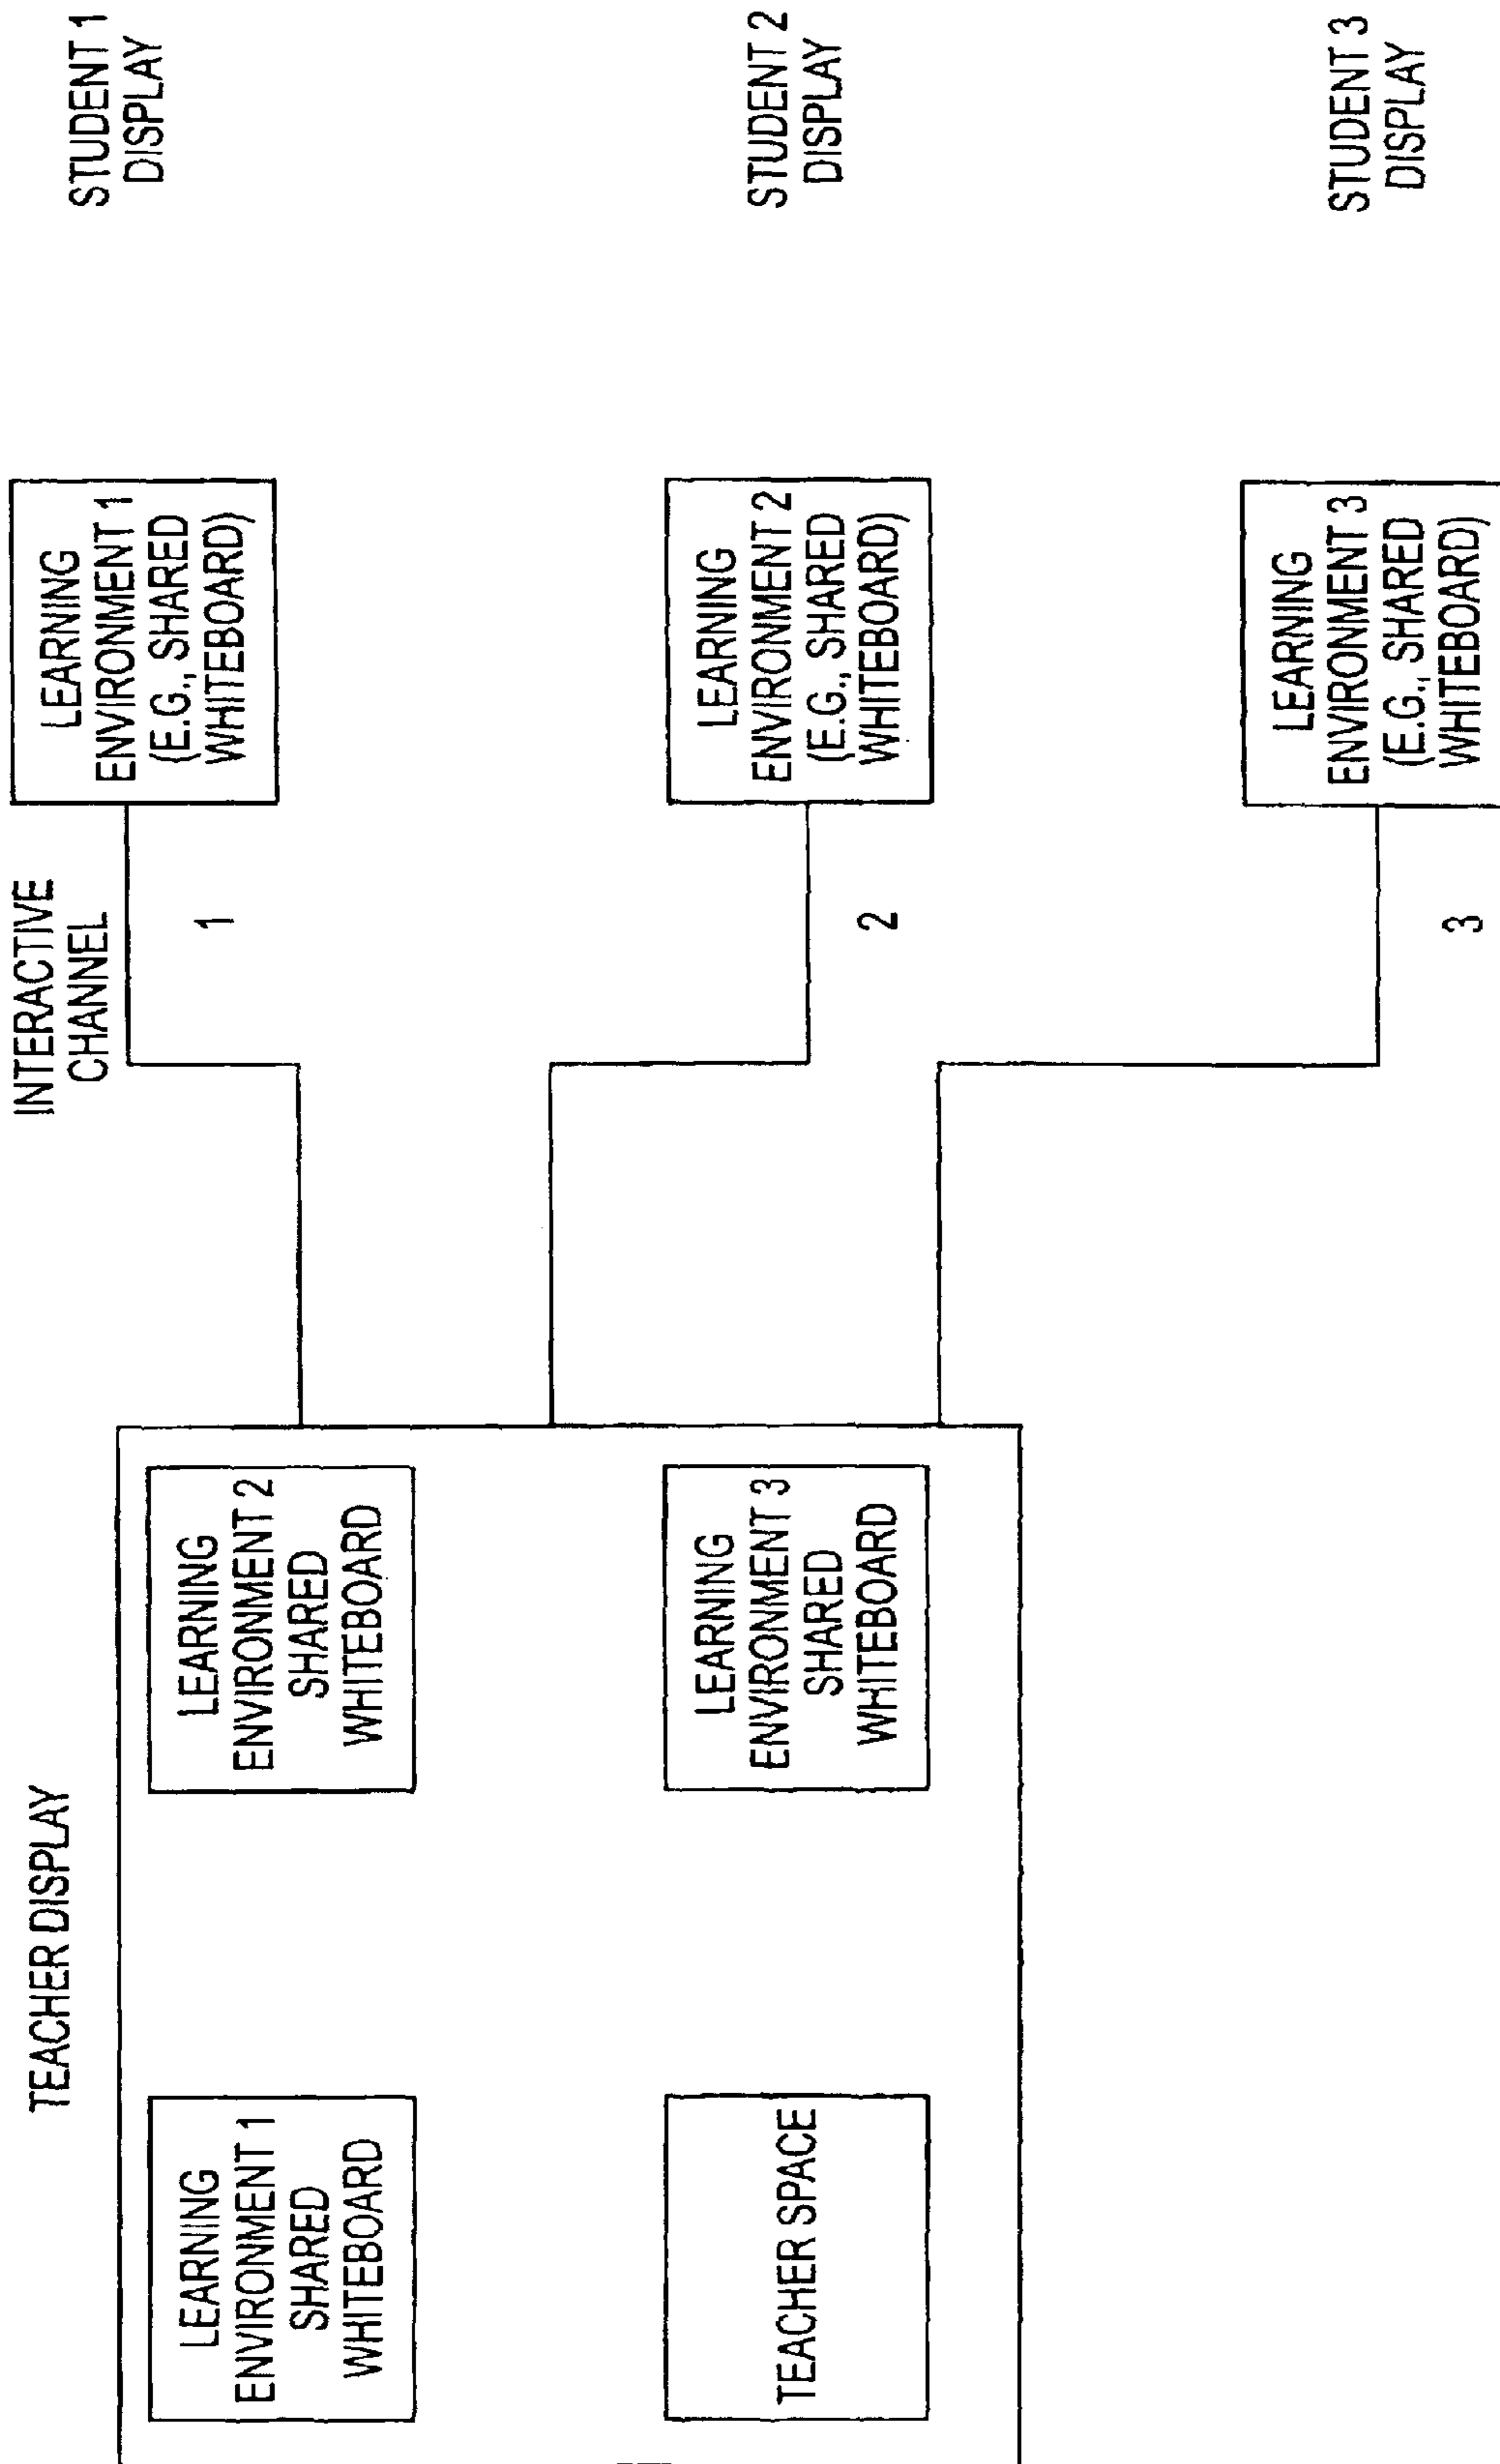 TEACHER DISPLAY
LEARNING
ENVIRONMENT 1
SHARED
WHITEBOARD
LEARNING
ENVIRONMENT 2
SHARED
WHITEBOARD
TEACHER SPACE
LEARNING
ENVIRONMENT 3
SHARED
WHITEBOARD
INTERACTIVE
CHANNEL
1
2
3
LEARNING
ENVIRONMENT 1
(E.G., SHARED
WHITEBOARD)
STUDENT 1
DISPLAY
LEARNING
ENVIRONMENT 2
(E.G., SHARED
WHITEBOARD)
STUDENT 2
DISPLAY
LEARNING
ENVIRONMENT 3
(E.G., SHARED
WHITEBOARD)
STUDENT 3
DISPLAY